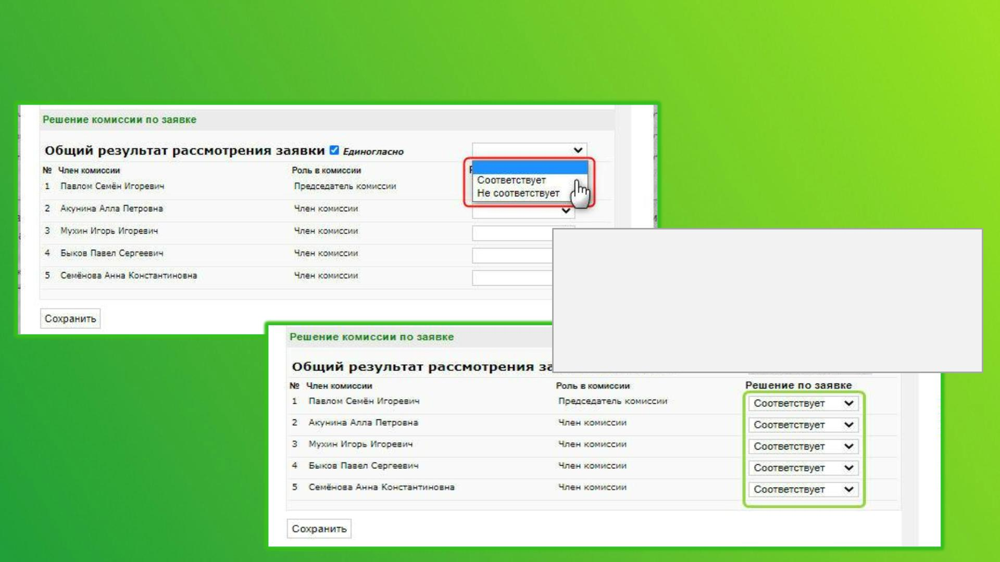 Решение комиссии по заявке
Общий результат рассмотрения заявки Единогласно
№ Член комиссии Роль в комиссии
Соответствует
1 Павлом Семён Игоревич Председатель комиссии
Не соответствует
2 Акунина Алла Петровна Член комиссии
3 Мухин Игорь Игоревич Член комиссии
4 Быков Павел Сергеевич Член комиссии
5 Семёнова Анна Константиновна Член комиссии
Сохранить
Решение комиссии по заявке
Общий результат рассмотрения
№ Член комиссии Роль в комиссии Решение по заявке
1 Павлом Семён Игоревич Председатель комиссии Соответствует
2 Акунина Алла Петровна Член комиссии Соответствует
3 Мухин Игорь Игоревич Член комиссии Соответствует
4 Быков Павел Сергеевич Член комиссии Соответствует
5 Семёнова Анна Константиновна Член комиссии Соответствует
Сохранить